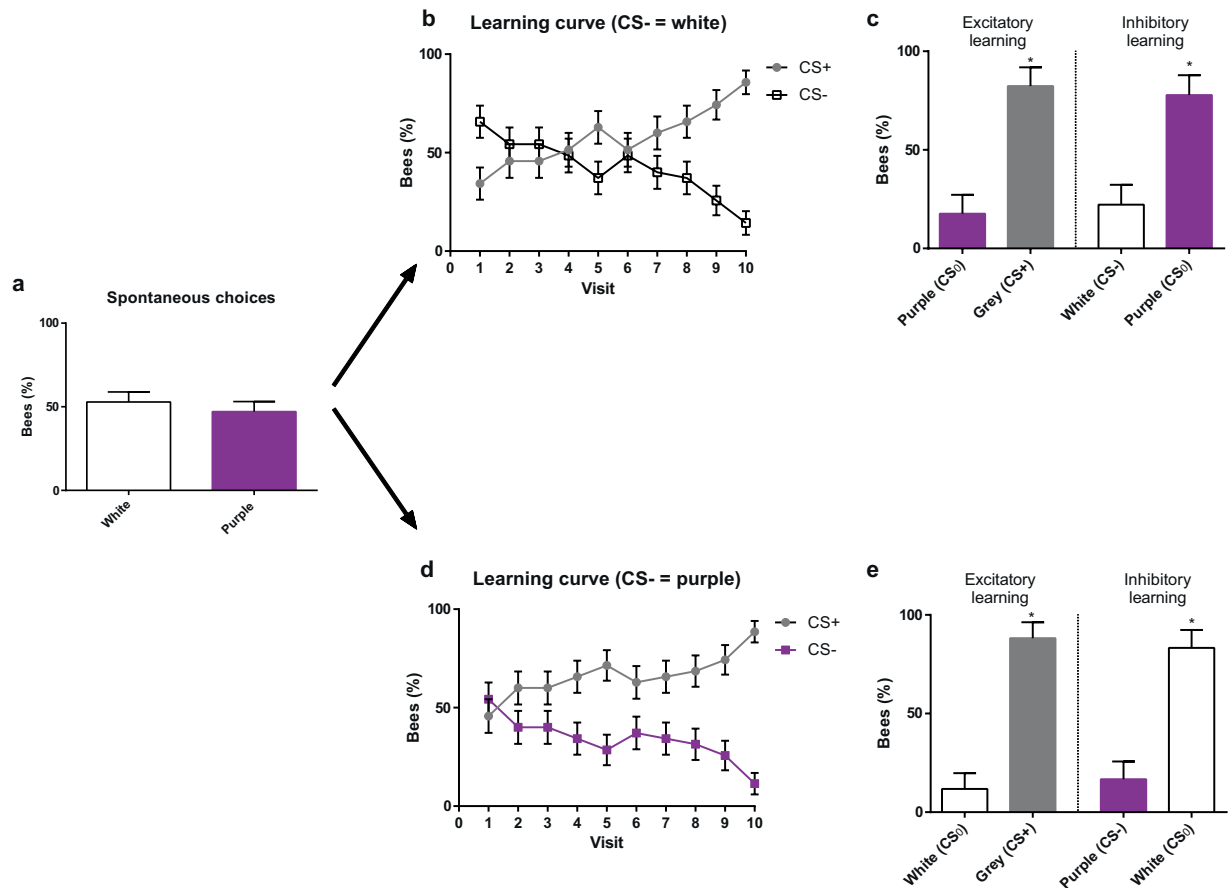 a
Spontaneous choices
Bees (%)
100
50
0
White
Purple
b
Learning curve (CS- = white)
Bees (%)
100
50
0
0 1 2 3 4 5 6 7 8 9 10
Visit
CS+
CS-
c
Excitatory
learning
Inhibitory
learning
* *
Bees (%)
100
50
0
Purple (CS0)
Grey (CS+)
White (CS-)
Purple (CS0)
d
Learning curve (CS- = purple)
Bees (%)
100
50
0
0 1 2 3 4 5 6 7 8 9 10
Visit
CS+
CS-
e
Excitatory
learning
Inhibitory
learning
* *
Bees (%)
100
50
0
White (CS0)
Grey (CS+)
Purple (CS-)
White (CS0)